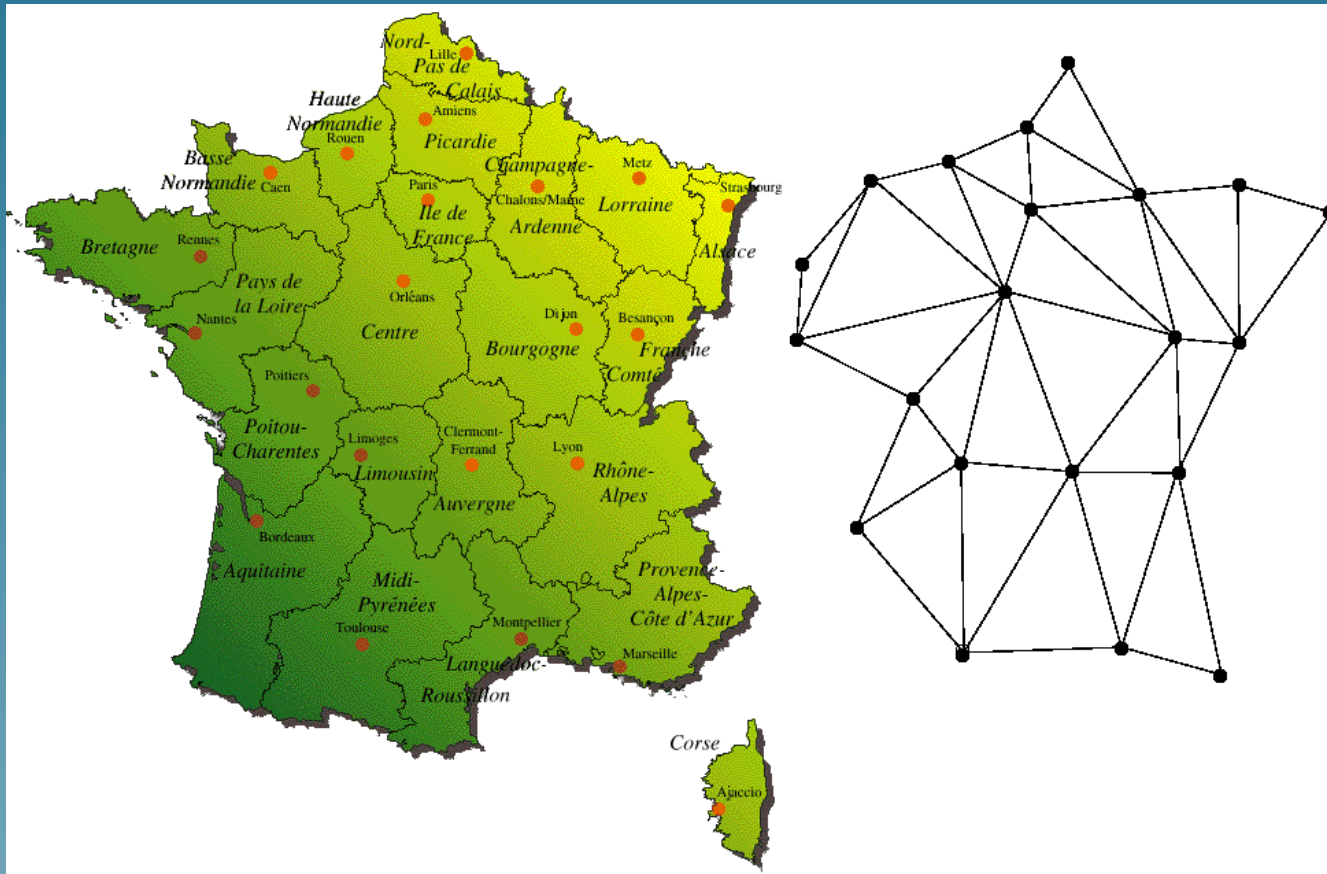 Nord-
Lille
Pas de
Calais
Haute
Normandie
Rouen
Amiens
Picardie
Basse
Normandie
Caen
Champagne-
Chalons/Marne
Ardenne
Metz
Lorraine
Strasbourg
Alsace
Paris
Ile de
France
Bretagne
Rennes
Pays de
la Loire
Nantes
Orléans
Centre
Dijon
Bourgogne
Besançon
Franche
Comté
Poitiers
Poitou-
Charentes
Limoges
Limousin
Clermont-
Ferrand
Auvergne
Lyon
Rhône-
Alpes
Bordeaux
Aquitaine
Midi-
Pyrénées
Toulouse
Montpellier
Languedoc-
Roussillon
Provence-
Alpes-
Côte d'Azur
Marseille
Corse
Ajaccio